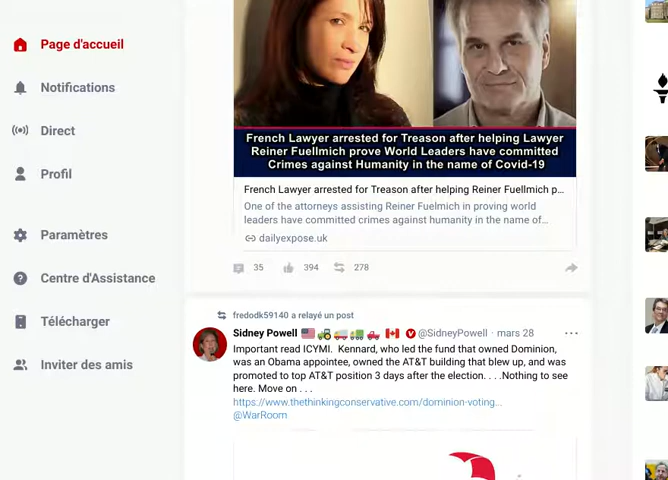 Page d'accueil
Notifications
Direct
Profil
Paramètres
Centre d'Assistance
Télécharger
Inviter des amis
French Lawyer arrested for Treason after helping Lawyer
Reiner Fuellmich prove World Leaders have committed
Crimes against Humanity in the name of Covid-19
French Lawyer arrested for Treason after helping Reiner Fuellmich p...
One of the attorneys assisting Reiner Fuelmich in proving world
leaders have committed crimes against humanity in the name of...
dailyexpose.uk
35 394 278
fredodk59140 a relayé un post
Sidney Powell @SidneyPowell · mars 28
Important read ICYMI. Kennard, who led the fund that owned Dominion,
was an Obama appointee, owned the AT&T building that blew up, and was
promoted to top AT&T position 3 days after the election. . . .Nothing to see
here. Move on . . .
https://www.thethinkingconservative.com/dominion-voting...
@WarRoom